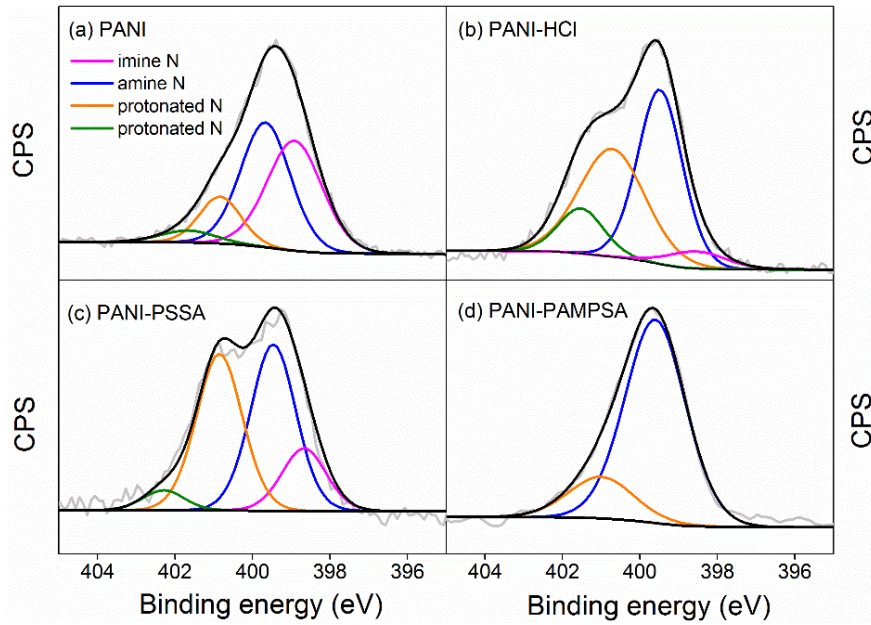 (a) PANI
imine N
amine N
protonated N
protonated N
CPS
(b) PANI-HCl
CPS
(c) PANI-PSSA
CPS
(d) PANI-PAMPSA
CPS
404 402 400 398 396
Binding energy (eV)
404 402 400 398 396
Binding energy (eV)